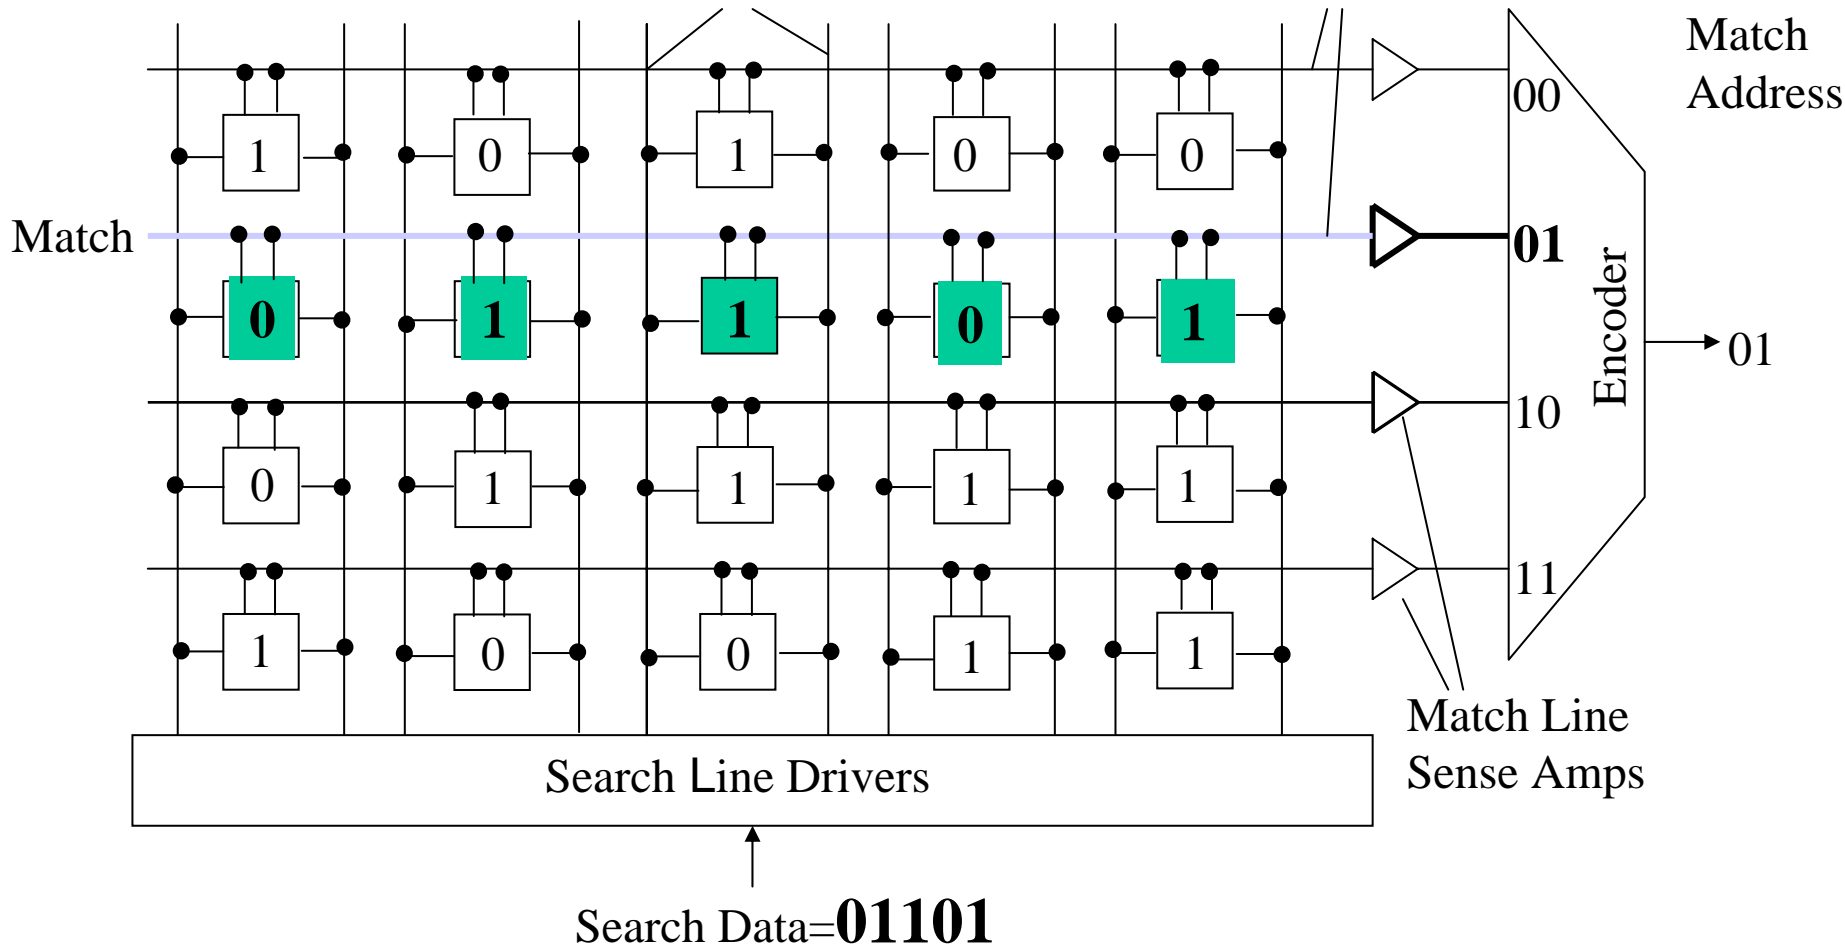 Match
Address
00
1 0 1 0 0
Match
01
0 1 1 0 1
Encoder
01
10
0 1 1 1 1
11
1 0 0 1 1
Match Line
Sense Amps
Search Line Drivers
Search Data=01101